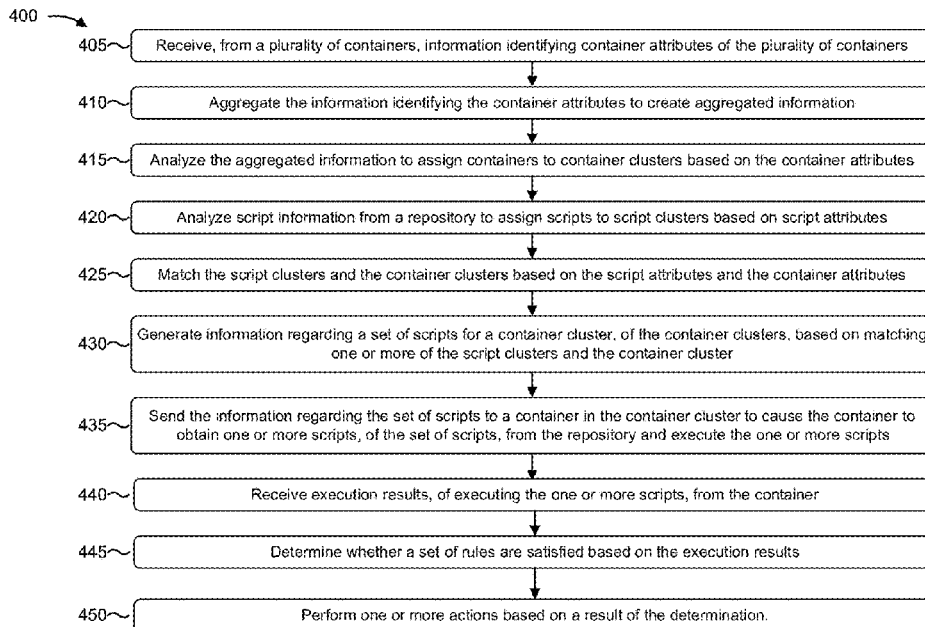 400
405 Receive, from a plurality of containers, information identifying container attributes of the plurality of containers
410 Aggregate the information identifying the container attributes to create aggregated information
415 Analyze the aggregated information to assign containers to container clusters based on the container attributes
420 Analyze script information from a repository to assign scripts to script clusters based on script attributes
425 Match the script clusters and the container clusters based on the script attributes and the container attributes
430 Generate information regarding a set of scripts for a container cluster, of the container clusters, based on matching
one or more of the script clusters and the container cluster
435 Send the information regarding the set of scripts to a container in the container cluster to cause the container to
obtain one or more scripts, of the set of scripts, from the repository and execute the one or more scripts
440 Receive execution results, of executing the one or more scripts, from the container
445 Determine whether a set of rules are satisfied based on the execution results
450 Perform one or more actions based on a result of the determination.